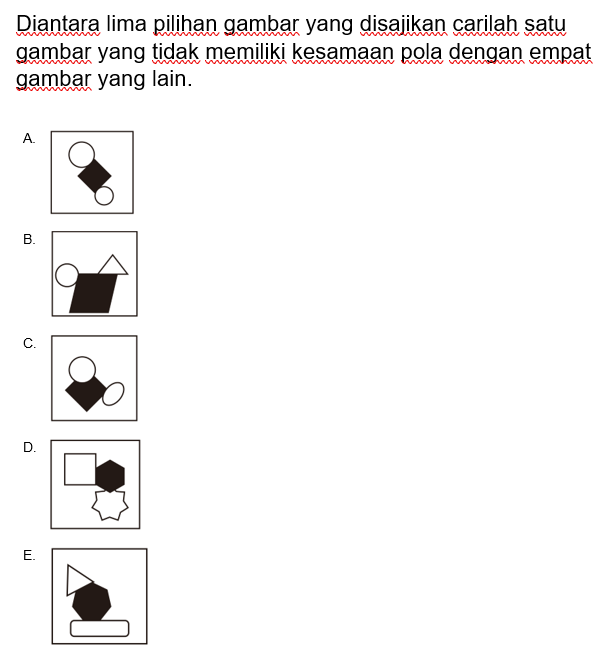 Diantara lima pilihan gambar yang disajikan carilah satu
gambar yang tidak memiliki kesamaan pola dengan empat
gambar yang lain.
A.
B.
C.
D.
E.